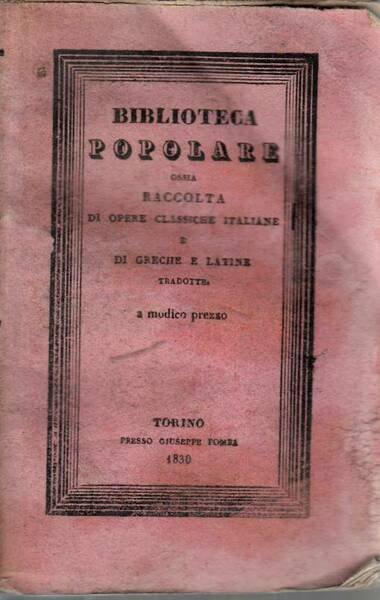 BIBLIOTECA
POPOLARE
OSSIA
RACCOLTA
DI OPERE CLASSICHE ITALIANE
E
DI GRECHE E LATINE
TRADOTTE.
a modico prezzo
TORINO
PRESSO GIUSEPPE POMBA
1830